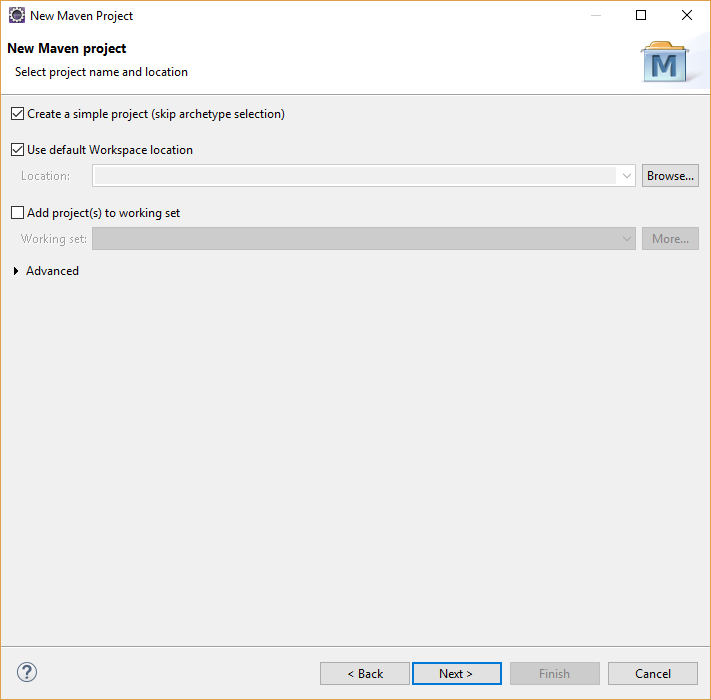 New Maven Project
New Maven project
Select project name and location
M
Create a simple project (skip archetype selection)
Use default Workspace location
Location:
Browse...
Add project(s) to working set
Working set:
More...
Advanced
?
< Back
Next >
Finish
Cancel